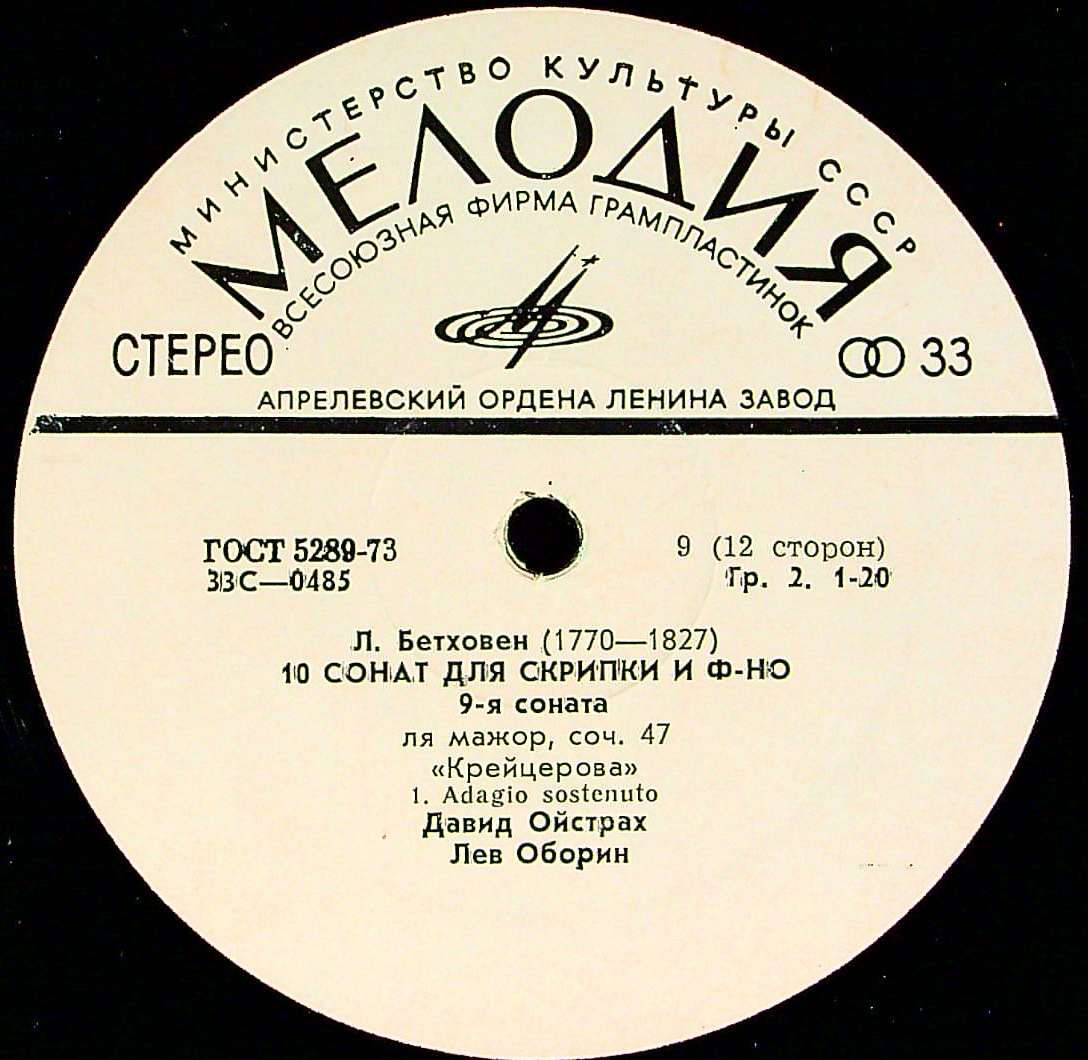 МИНИСТЕРСТВО КУЛЬТУРЫ СССР
МЕЛОДИЯ
ВСЕСОЮЗНАЯ ФИРМА ГРАМПЛАСТИНОК
СТЕРЕО
33
АПРЕЛЕВСКИЙ ОРДЕНА ЛЕНИНА ЗАВОД
ГОСТ 5289-73
33С—0485
9 (12 сторон)
Гр. 2. 1-20
Л. Бетховен (1770—1827)
10 СОНАТ ДЛЯ СКРИПКИ И Ф-НО
9-я соната
ля мажор, соч. 47
«Крейцерова»
1. Adagio sostenuto
Давид Ойстрах
Лев Оборин